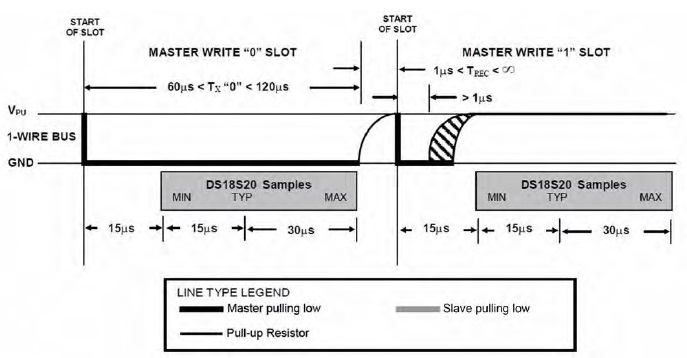 START
OF SLOT
START
OF SLOT
MASTER WRITE “0” SLOT
MASTER WRITE “1” SLOT
1µs < TREC < ∞
60µs < TX “0” < 120µs
> 1µs
VPU
1-WIRE BUS
GND
DS18S20 Samples
MIN TYP MAX
DS18S20 Samples
MIN TYP MAX
15µs 15µs 30µs 15µs 15µs 30µs
LINE TYPE LEGEND
Master pulling low Slave pulling low
Pull-up Resistor